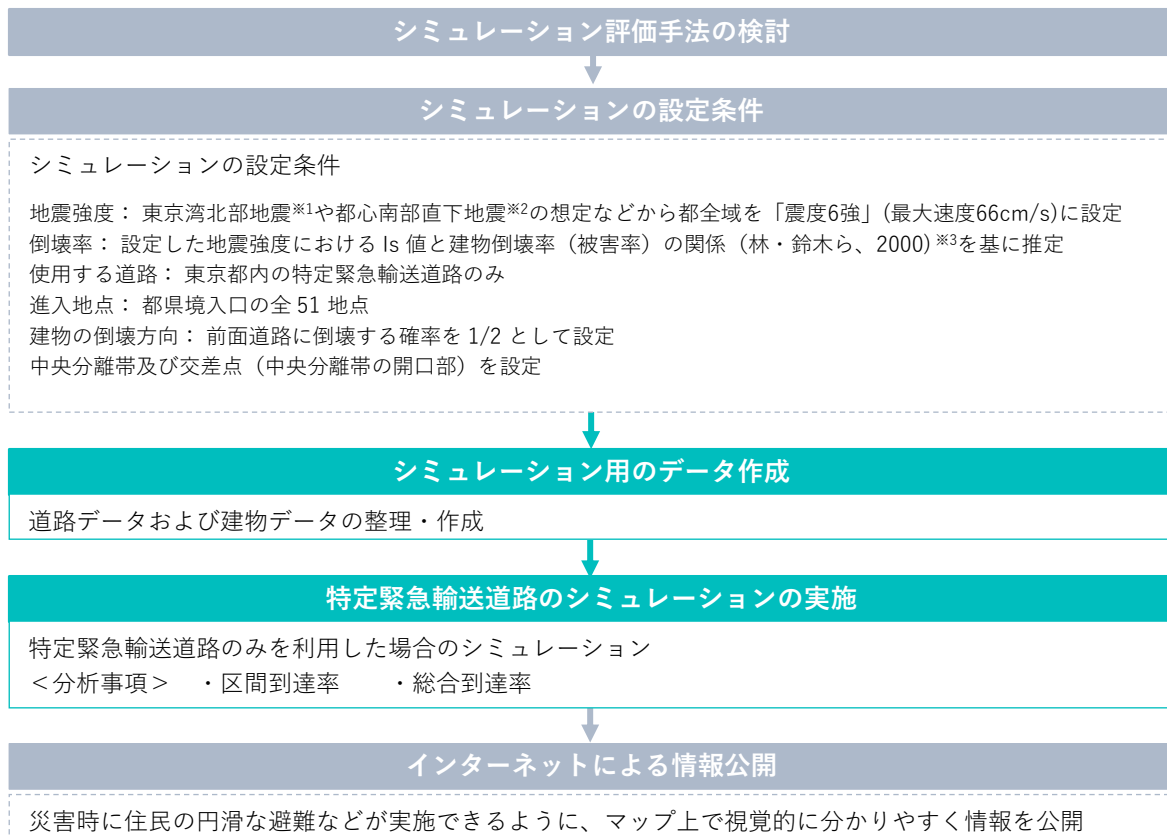 シミュレーション評価手法の検討
シミュレーションの設定条件
シミュレーションの設定条件
地震強度： 東京湾北部地震※1や都心南部直下地震※2の想定などから都全域を「震度6強」(最大速度66cm/s)に設定
倒壊率： 設定した地震強度における Is 値と建物倒壊率（被害率）の関係（林・鈴木ら、2000)※3を基に推定
使用する道路： 東京都内の特定緊急輸送道路のみ
進入地点： 都県境入口の全 51 地点
建物の倒壊方向： 前面道路に倒壊する確率を 1/2 として設定
中央分離帯及び交差点（中央分離帯の開口部）を設定
シミュレーション用のデータ作成
道路データおよび建物データの整理・作成
特定緊急輸送道路のシミュレーションの実施
特定緊急輸送道路のみを利用した場合のシミュレーション
＜分析事項＞ ・区間到達率 ・総合到達率
インターネットによる情報公開
災害時に住民の円滑な避難などが実施できるように、マップ上で視覚的に分かりやすく情報を公開